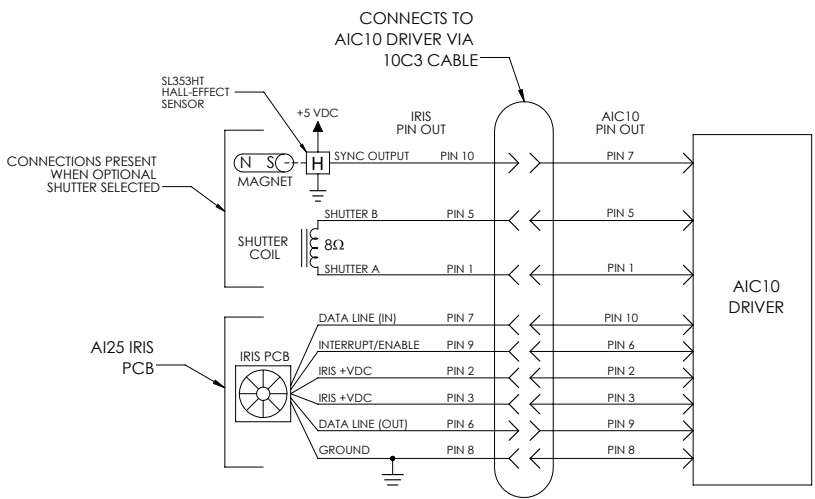 CONNECTS TO
AIC10 DRIVER VIA
10C3 CABLE
SL353HT
HALL-EFFECT
SENSOR
+5 VDC
IRIS
PIN OUT
AIC10
PIN OUT
CONNECTIONS PRESENT
WHEN OPTIONAL
SHUTTER SELECTED
N S
MAGNET
H
SYNC OUTPUT PIN 10 PIN 7
SHUTTER B PIN 5 PIN 5
SHUTTER
COIL
8Ω
SHUTTER A PIN 1 PIN 1
AIC10
DRIVER
AI25 IRIS
PCB
IRIS PCB
DATA LINE (IN) PIN 7 PIN 10
INTERRUPT/ENABLE PIN 9 PIN 6
IRIS +VDC PIN 2 PIN 2
IRIS +VDC PIN 3 PIN 3
DATA LINE (OUT) PIN 6 PIN 9
GROUND PIN 8 PIN 8